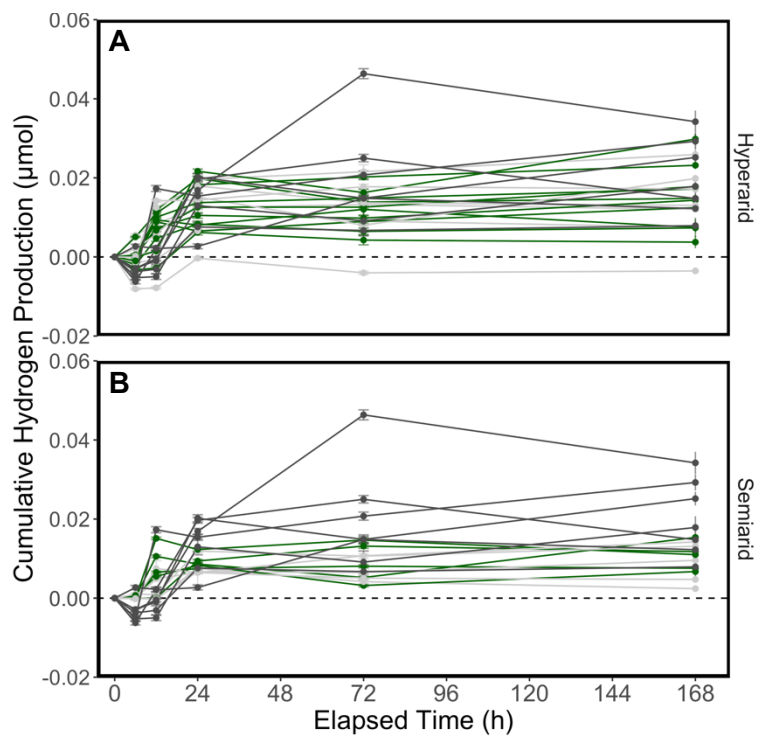 0.06
A
0.04
0.02
0.00
-0.02
Hyperarid
Cumulative Hydrogen Production (µmol)
0.06
B
0.04
0.02
0.00
-0.02
Semiarid
0 24 48 72 96 120 144 168
Elapsed Time (h)